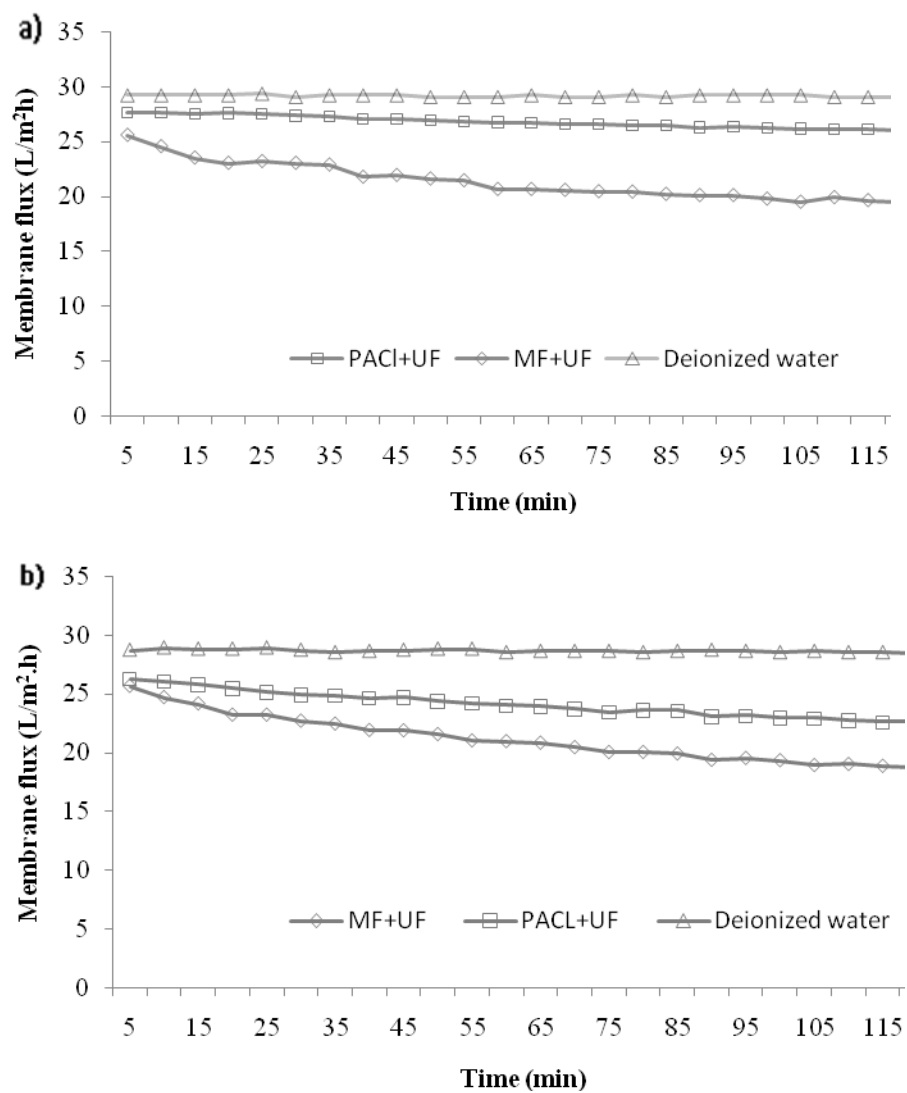 a)
Membrane flux (L/m²h)
35
30
25
20
15
10
5
0
PACl+UF MF+UF Deionized water
5 15 25 35 45 55 65 75 85 95 105 115
Time (min)
b)
Membrane flux (L/m².h)
35
30
25
20
15
10
5
0
MF+UF PACL+UF Deionized water
5 15 25 35 45 55 65 75 85 95 105 115
Time (min)